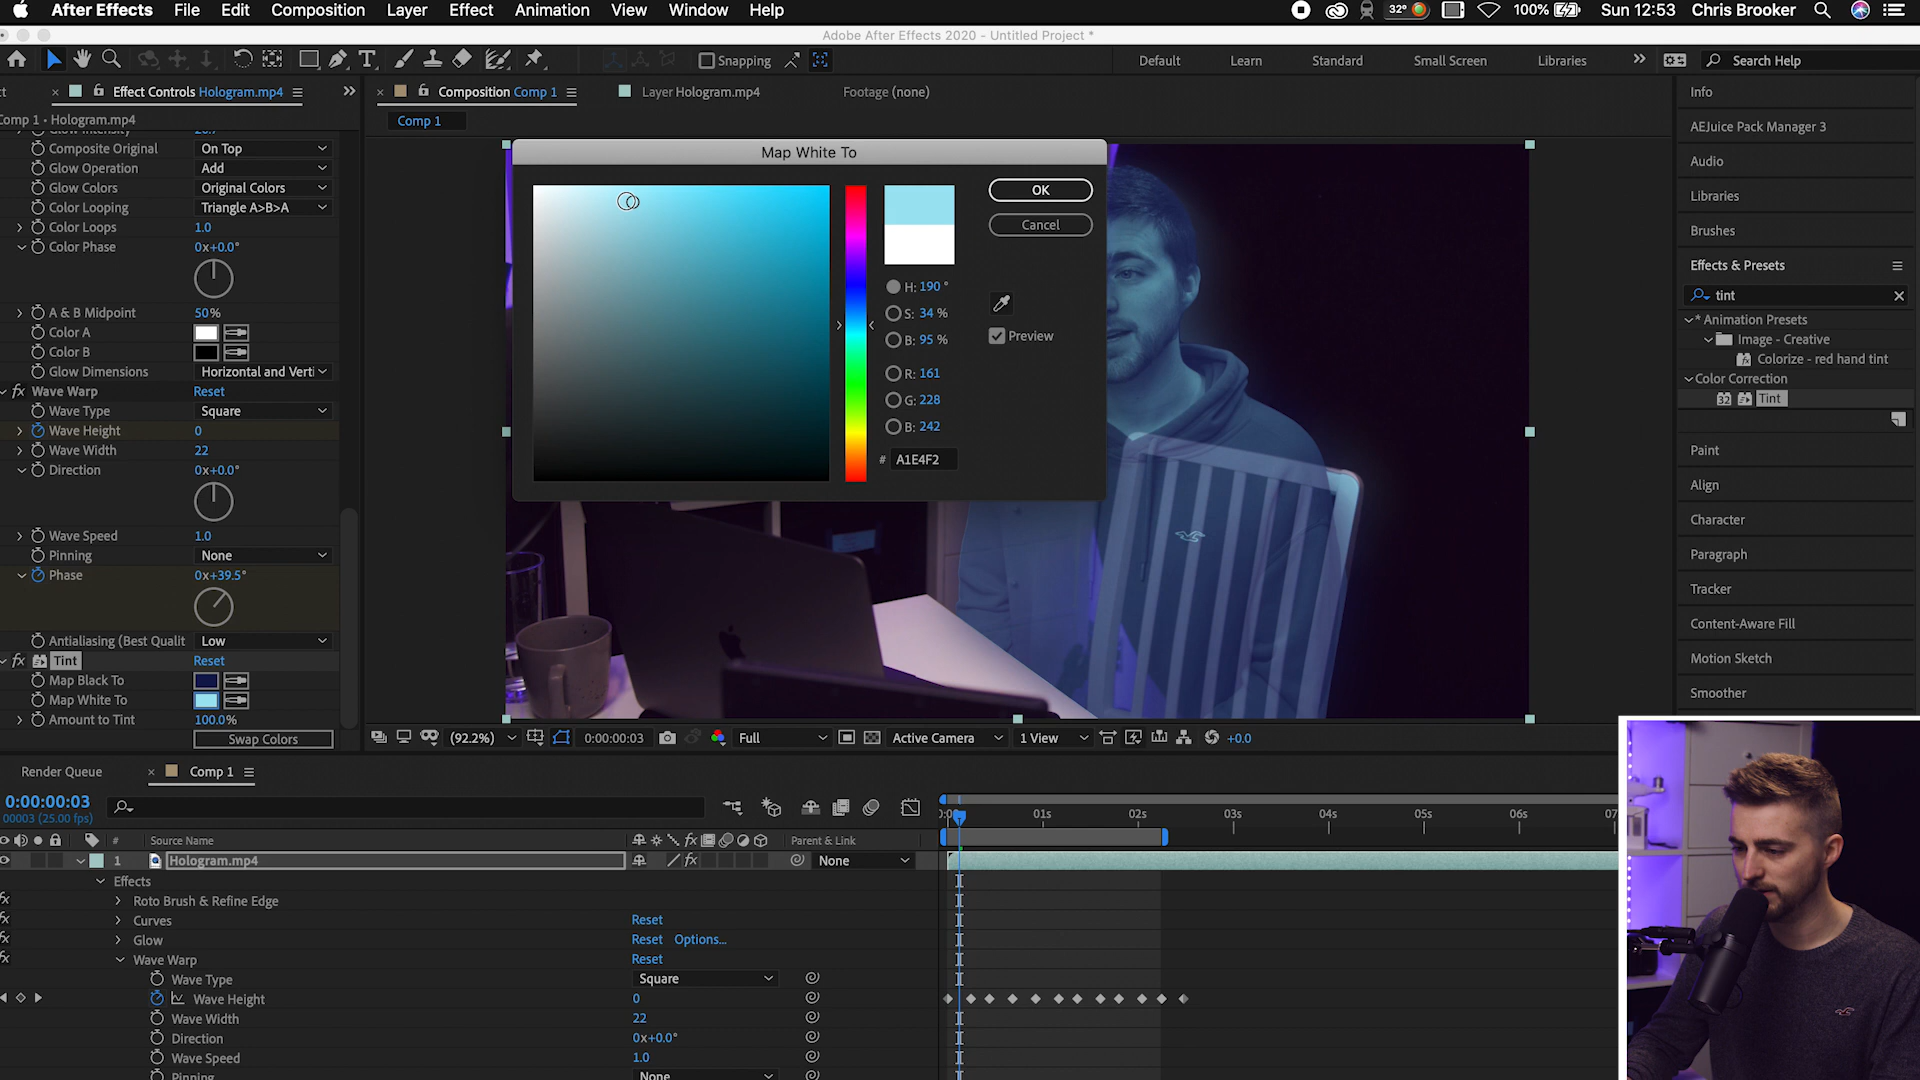 After Effects File Edit Composition Layer Effect Animation View Window Help
32° 100% Sun 12:53 Chris Brooker
Adobe After Effects 2020 - Untitled Project *
Snapping Default Learn Standard Small Screen Libraries Search Help
Effect Controls Hologram.mp4
Comp 1 • Hologram.mp4
Composite Original On Top
Glow Operation Add
Glow Colors Original Colors
Color Looping Triangle A>B>A
Color Loops 1.0
Color Phase 0x+0.0°
A & B Midpoint 50%
Color A
Color B
Glow Dimensions Horizontal and Verti
fx Wave Warp Reset
Wave Type Square
Wave Height 0
Wave Width 22
Direction 0x+0.0°
Wave Speed 1.0
Pinning None
Phase 0x+39.5°
Antialiasing (Best Qualit Low
fx Tint Reset
Map Black To
Map White To
Amount to Tint 100.0%
Swap Colors
Composition Comp 1 Layer Hologram.mp4 Footage (none)
Comp 1
Map White To
OK
Cancel
H: 190 °
S: 34 %
B: 95 %
Preview
R: 161
G: 228
B: 242
# A1E4F2
(92.2%) 0:00:00:03 Full Active Camera 1 View +0.0
Info
AEJuice Pack Manager 3
Audio
Libraries
Brushes
Effects & Presets
tint
* Animation Presets
Image - Creative
Colorize - red hand tint
Color Correction
32 Tint
Paint
Align
Character
Paragraph
Tracker
Content-Aware Fill
Motion Sketch
Smoother
Render Queue Comp 1
0:00:00:03
00003 (25.00 fps)
01s 02s 03s 04s 05s 06s 07
# Source Name fx Parent & Link
1 Hologram.mp4 fx None
Effects
Roto Brush & Refine Edge
Curves Reset
Glow Reset Options...
Wave Warp Reset
Wave Type Square
Wave Height 0
Wave Width 22
Direction 0x+0.0°
Wave Speed 1.0
Pinning None